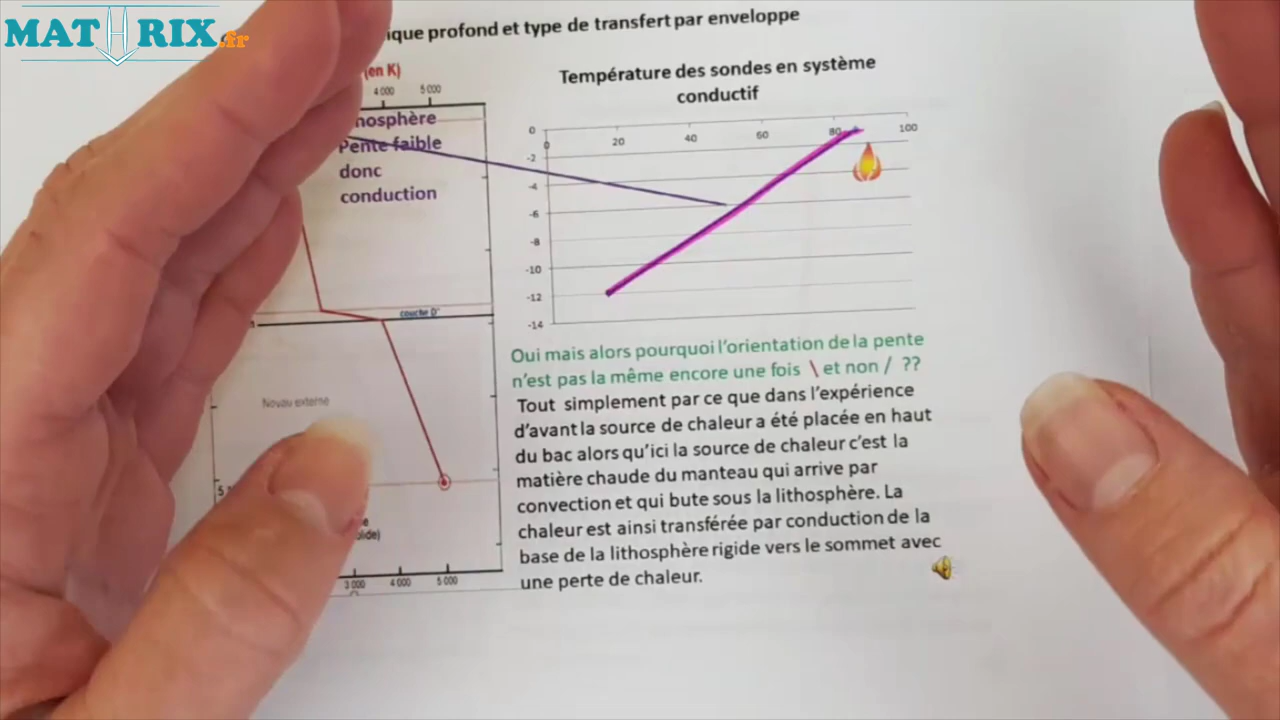 MATHRIX.fr
ique profond et type de transfert par enveloppe
(en K)
4 000 5 000
nosphère
Pente faible
donc
conduction
couche D"
Noyau externe
5
3 000 4 000 5 000
Température des sondes en système
conductif
0 20 40 60 80 100
0
-2
-4
-6
-8
-10
-12
-14
Oui mais alors pourquoi l'orientation de la pente
n'est pas la même encore une fois \ et non / ??
Tout simplement par ce que dans l'expérience
d'avant la source de chaleur a été placée en haut
du bac alors qu'ici la source de chaleur c'est la
matière chaude du manteau qui arrive par
convection et qui bute sous la lithosphère. La
chaleur est ainsi transférée par conduction de la
base de la lithosphère rigide vers le sommet avec
une perte de chaleur.